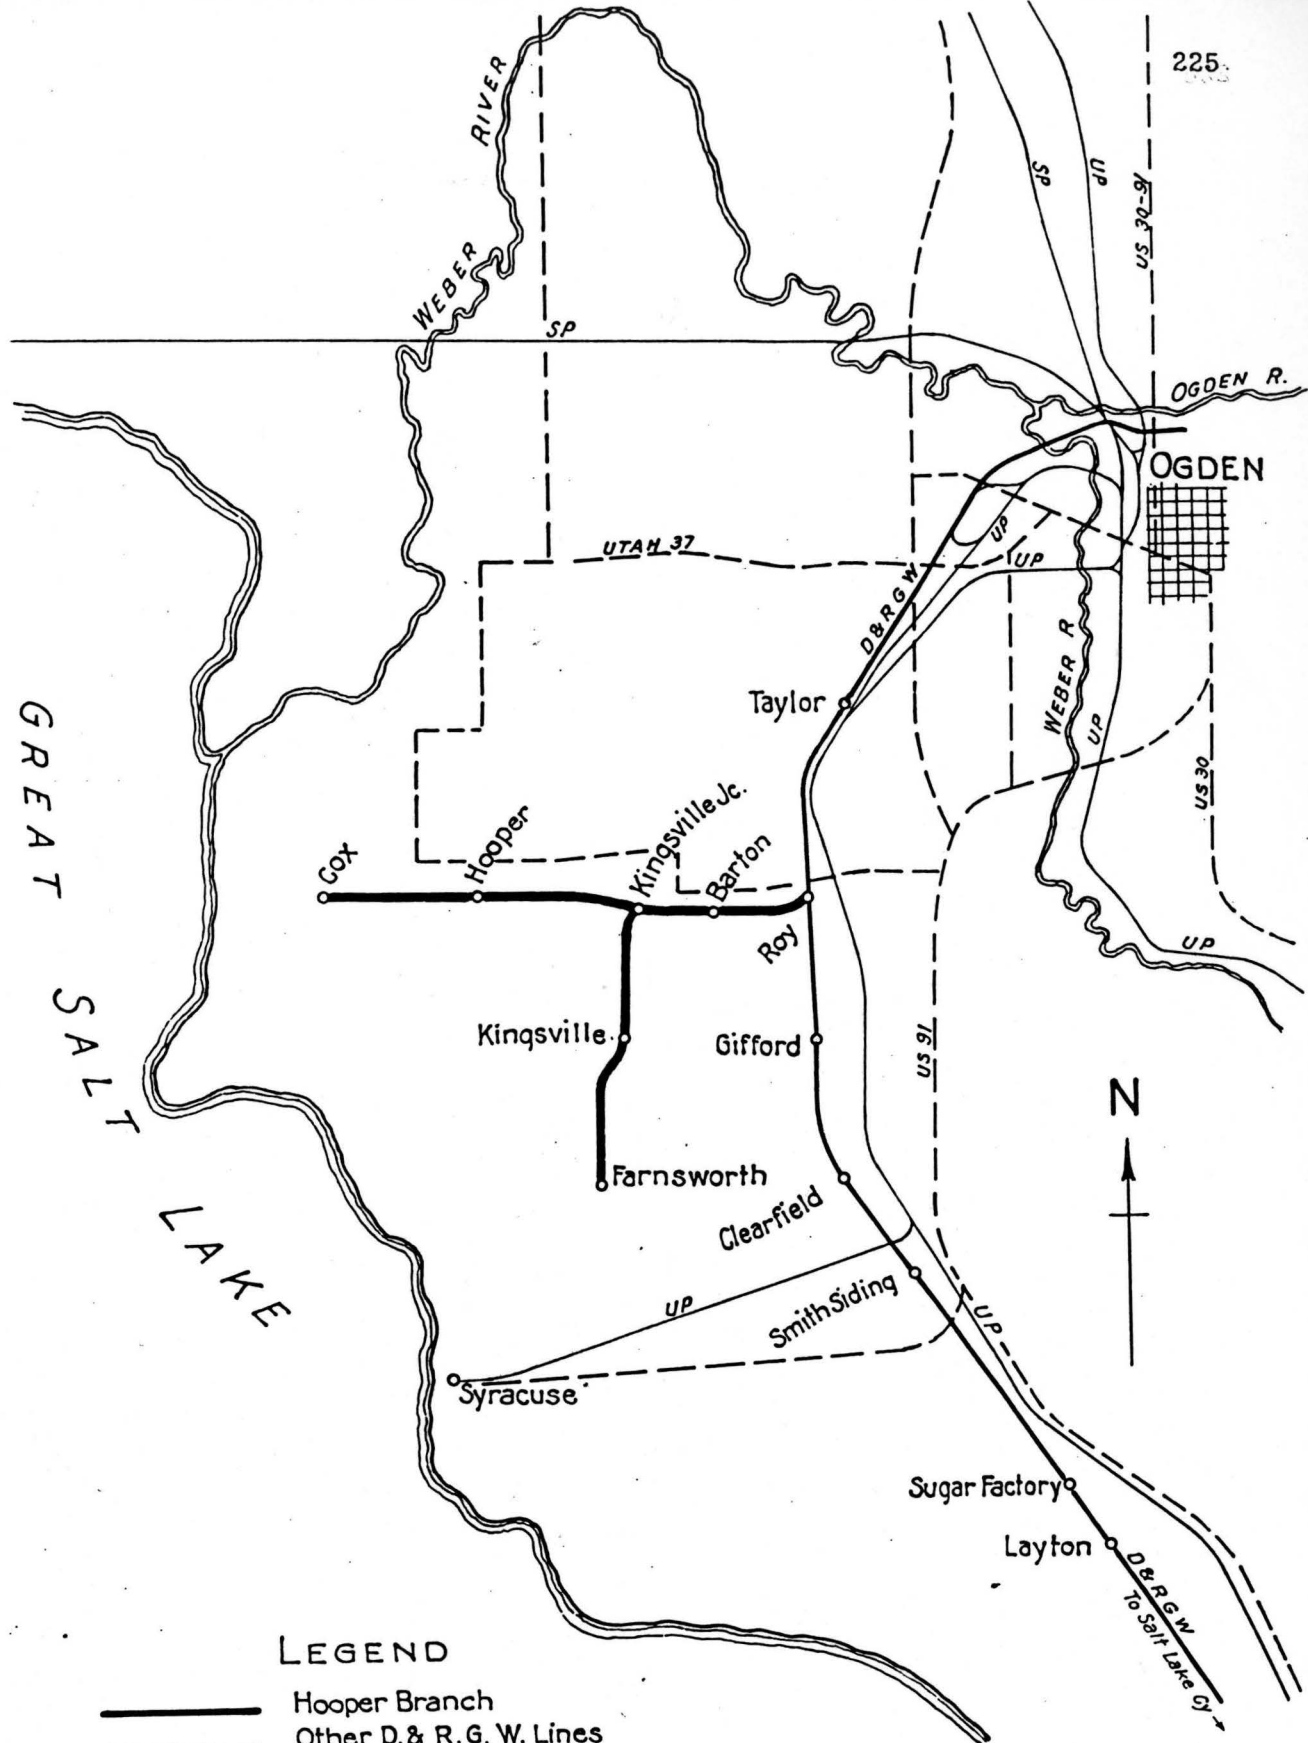 225
RIVER
WEBER
SP
SP
UP
US 30-91
OGDEN R.
OGDEN
UTAH 37
UP
UP
D&RGW
WEBER R
UP
US 30
Taylor
GREAT SALT LAKE
Cox
Hooper
Kingsville Jc.
Barton
Roy
UP
Kingsville
Gifford
US 91
N
Farnsworth
Clearfield
UP
Smith Siding
UP
Syracuse
Sugar Factory
Layton
D&RGW
To Salt Lake Cy
LEGEND
Hooper Branch
Other D.& R.G.W. Lines